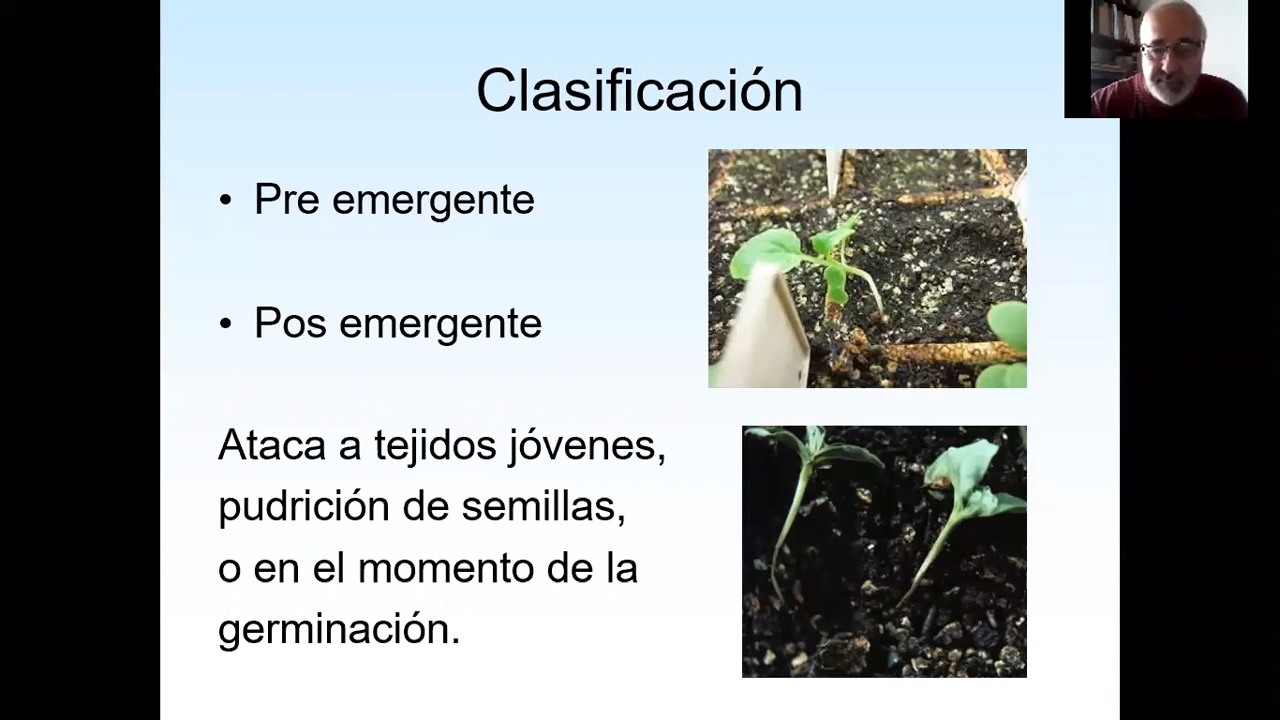 Clasificación
• Pre emergente
• Pos emergente
Ataca a tejidos jóvenes,
pudrición de semillas,
o en el momento de la
germinación.